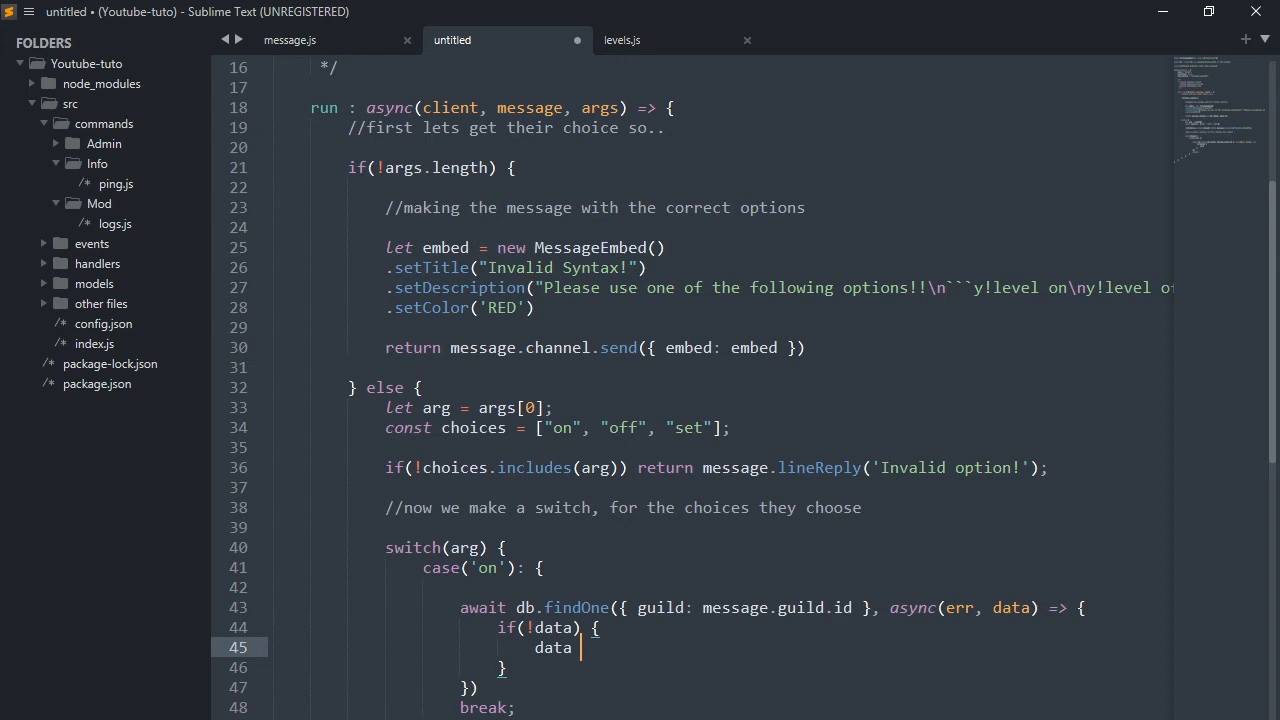 untitled • (Youtube-tuto) - Sublime Text (UNREGISTERED)
FOLDERS
Youtube-tuto
node_modules
src
commands
Admin
Info
/* ping.js
Mod
/* logs.js
events
handlers
models
other files
/* config.json
/* index.js
/* package-lock.json
/* package.json
message.js
untitled
levels.js
16 */
17
18 run : async(client, message, args) => {
19 //first lets get their choice so..
20
21 if(!args.length) {
22
23 //making the message with the correct options
24
25 let embed = new MessageEmbed()
26 .setTitle("Invalid Syntax!")
27 .setDescription("Please use one of the following options!!\n```y!level on\ny!level of
28 .setColor('RED')
29
30 return message.channel.send({ embed: embed })
31
32 } else {
33 let arg = args[0];
34 const choices = ["on", "off", "set"];
35
36 if(!choices.includes(arg)) return message.lineReply('Invalid option!');
37
38 //now we make a switch, for the choices they choose
39
40 switch(arg) {
41 case('on'): {
42
43 await db.findOne({ guild: message.guild.id }, async(err, data) => {
44 if(!data) {
45 data
46 }
47 })
48 break;